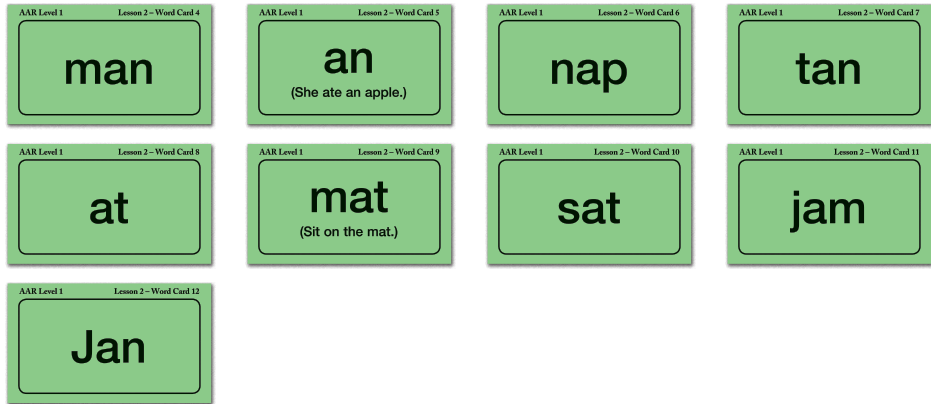 AAR Level 1 Lesson 2 – Word Card 4
man
AAR Level 1 Lesson 2 – Word Card 5
an
(She ate an apple.)
AAR Level 1 Lesson 2 – Word Card 6
nap
AAR Level 1 Lesson 2 – Word Card 7
tan
AAR Level 1 Lesson 2 – Word Card 8
at
AAR Level 1 Lesson 2 – Word Card 9
mat
(Sit on the mat.)
AAR Level 1 Lesson 2 – Word Card 10
sat
AAR Level 1 Lesson 2 – Word Card 11
jam
AAR Level 1 Lesson 2 – Word Card 12
Jan